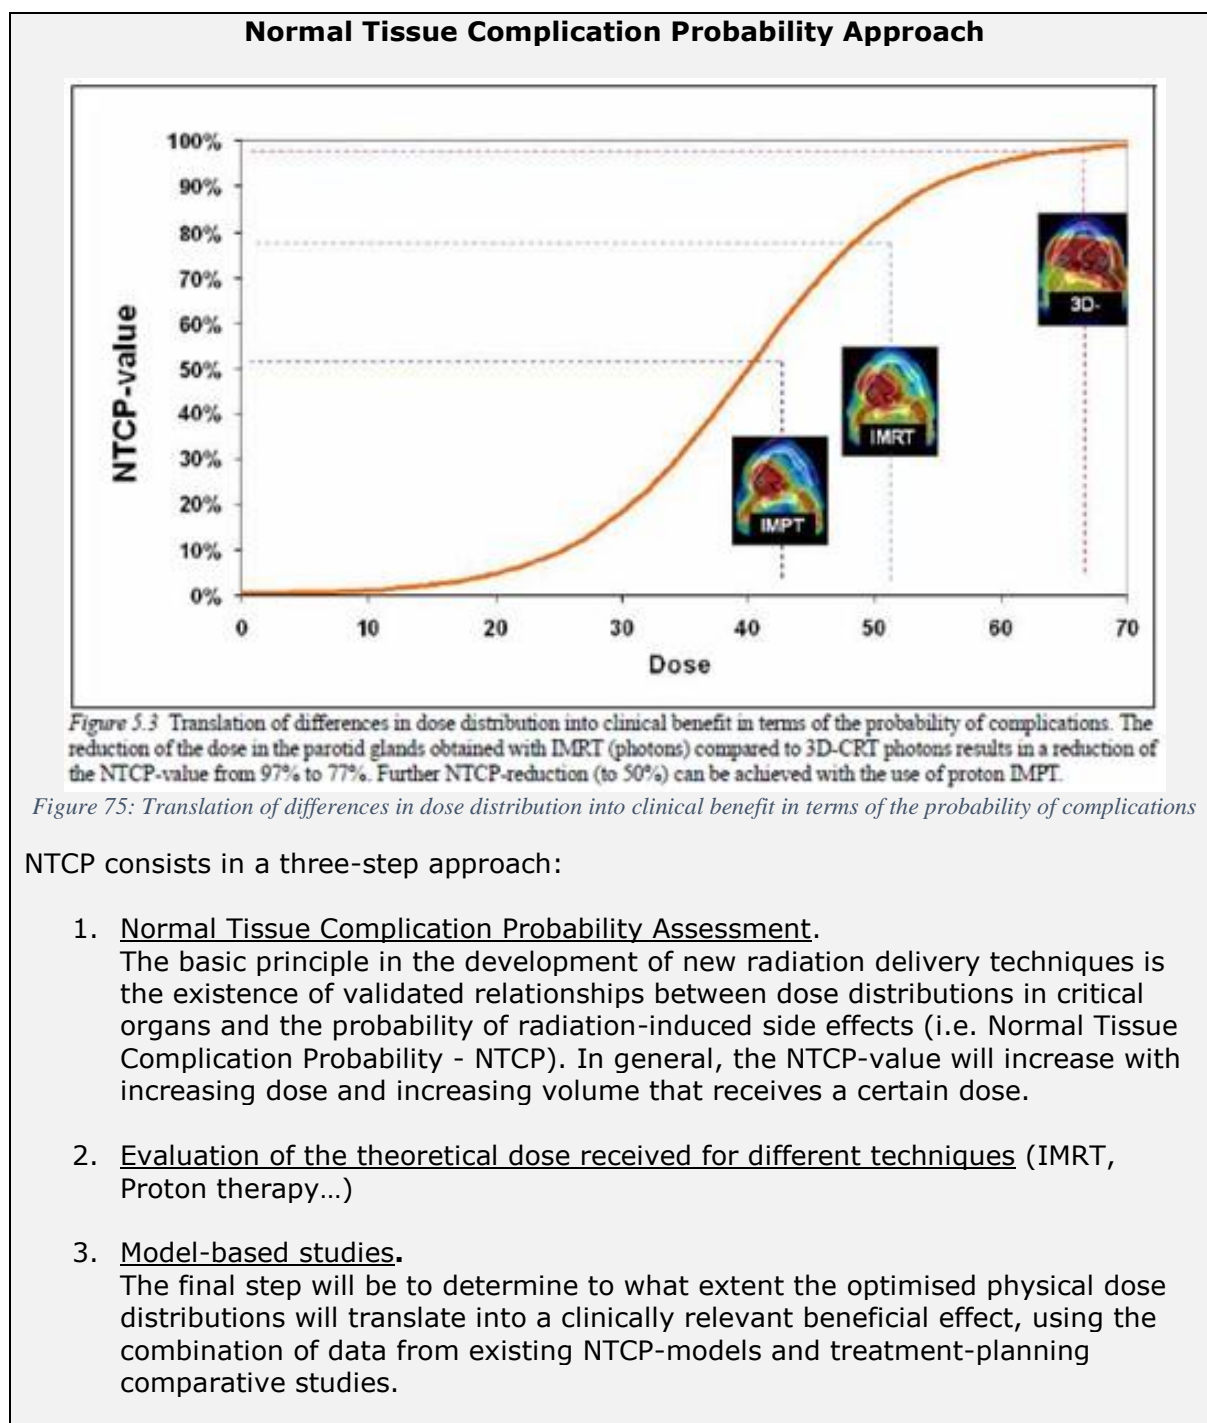 Normal Tissue Complication Probability Approach
100%
90%
80%
70%
60%
50%
40%
30%
20%
10%
0%
NTCP-value
3D-
IMRT
IMPT
0 10 20 30 40 50 60 70
Dose
Figure 5.3 Translation of differences in dose distribution into clinical benefit in terms of the probability of complications. The
reduction of the dose in the parotid glands obtained with IMRT (photons) compared to 3D-CRT photons results in a reduction of
the NTCP-value from 97% to 77%. Further NTCP-reduction (to 50%) can be achieved with the use of proton IMPT.
Figure 75: Translation of differences in dose distribution into clinical benefit in terms of the probability of complications
NTCP consists in a three-step approach:
1. Normal Tissue Complication Probability Assessment.
The basic principle in the development of new radiation delivery techniques is
the existence of validated relationships between dose distributions in critical
organs and the probability of radiation-induced side effects (i.e. Normal Tissue
Complication Probability - NTCP). In general, the NTCP-value will increase with
increasing dose and increasing volume that receives a certain dose.
2. Evaluation of the theoretical dose received for different techniques (IMRT,
Proton therapy…)
3. Model-based studies.
The final step will be to determine to what extent the optimised physical dose
distributions will translate into a clinically relevant beneficial effect, using the
combination of data from existing NTCP-models and treatment-planning
comparative studies.